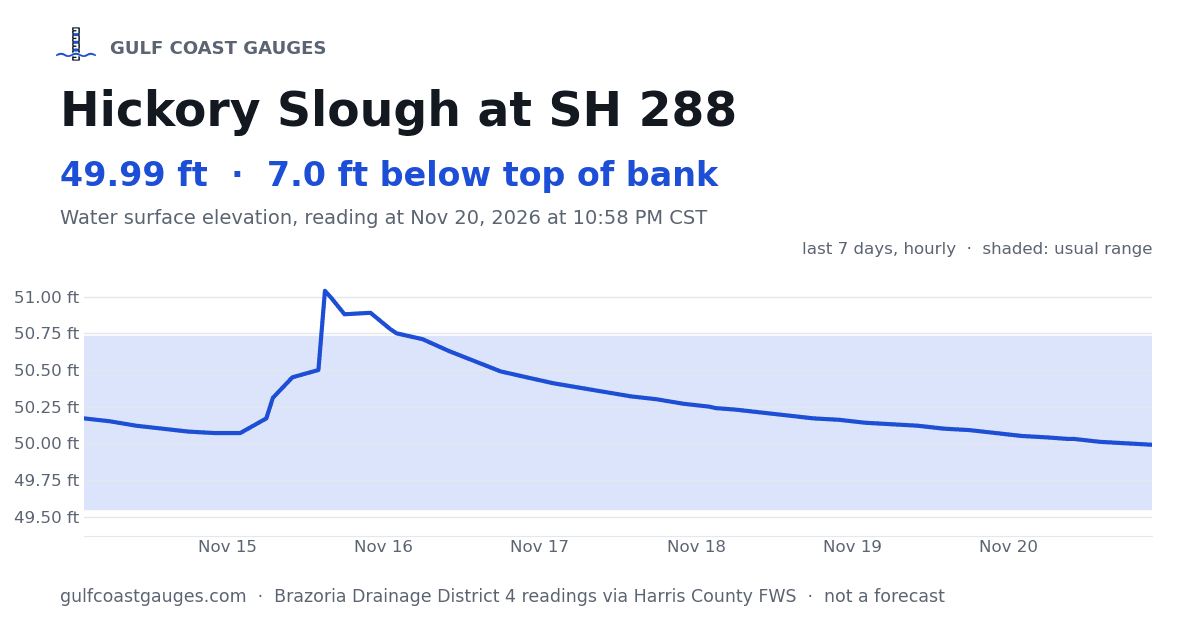 GULF COAST GAUGES
Hickory Slough at SH 288
49.99 ft · 7.0 ft below top of bank
Water surface elevation, reading at Nov 20, 2026 at 10:58 PM CST
last 7 days, hourly · shaded: usual range
51.00 ft
50.75 ft
50.50 ft
50.25 ft
50.00 ft
49.75 ft
49.50 ft
Nov 15 Nov 16 Nov 17 Nov 18 Nov 19 Nov 20
gulfcoastgauges.com · Brazoria Drainage District 4 readings via Harris County FWS · not a forecast